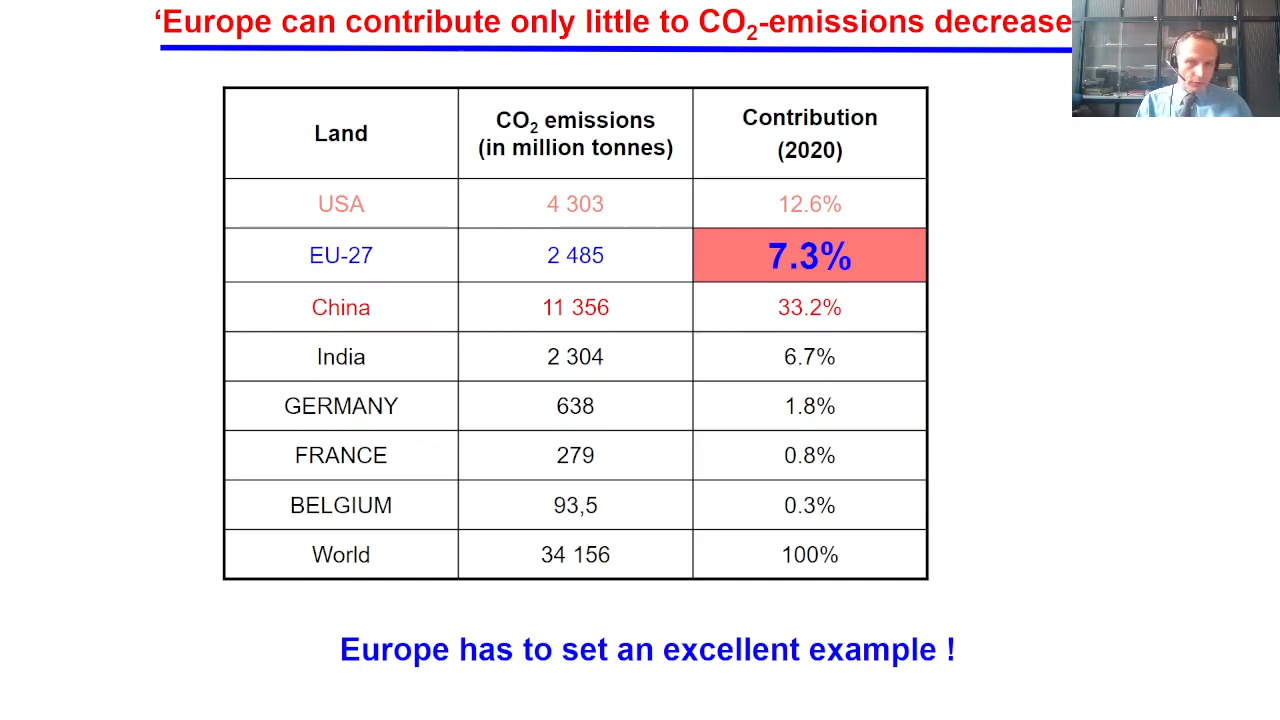 ‘Europe can contribute only little to CO₂-emissions decrease
Land
CO₂ emissions
(in million tonnes)
Contribution
(2020)
USA 4 303 12.6%
EU-27 2 485 7.3%
China 11 356 33.2%
India 2 304 6.7%
GERMANY 638 1.8%
FRANCE 279 0.8%
BELGIUM 93,5 0.3%
World 34 156 100%
Europe has to set an excellent example !